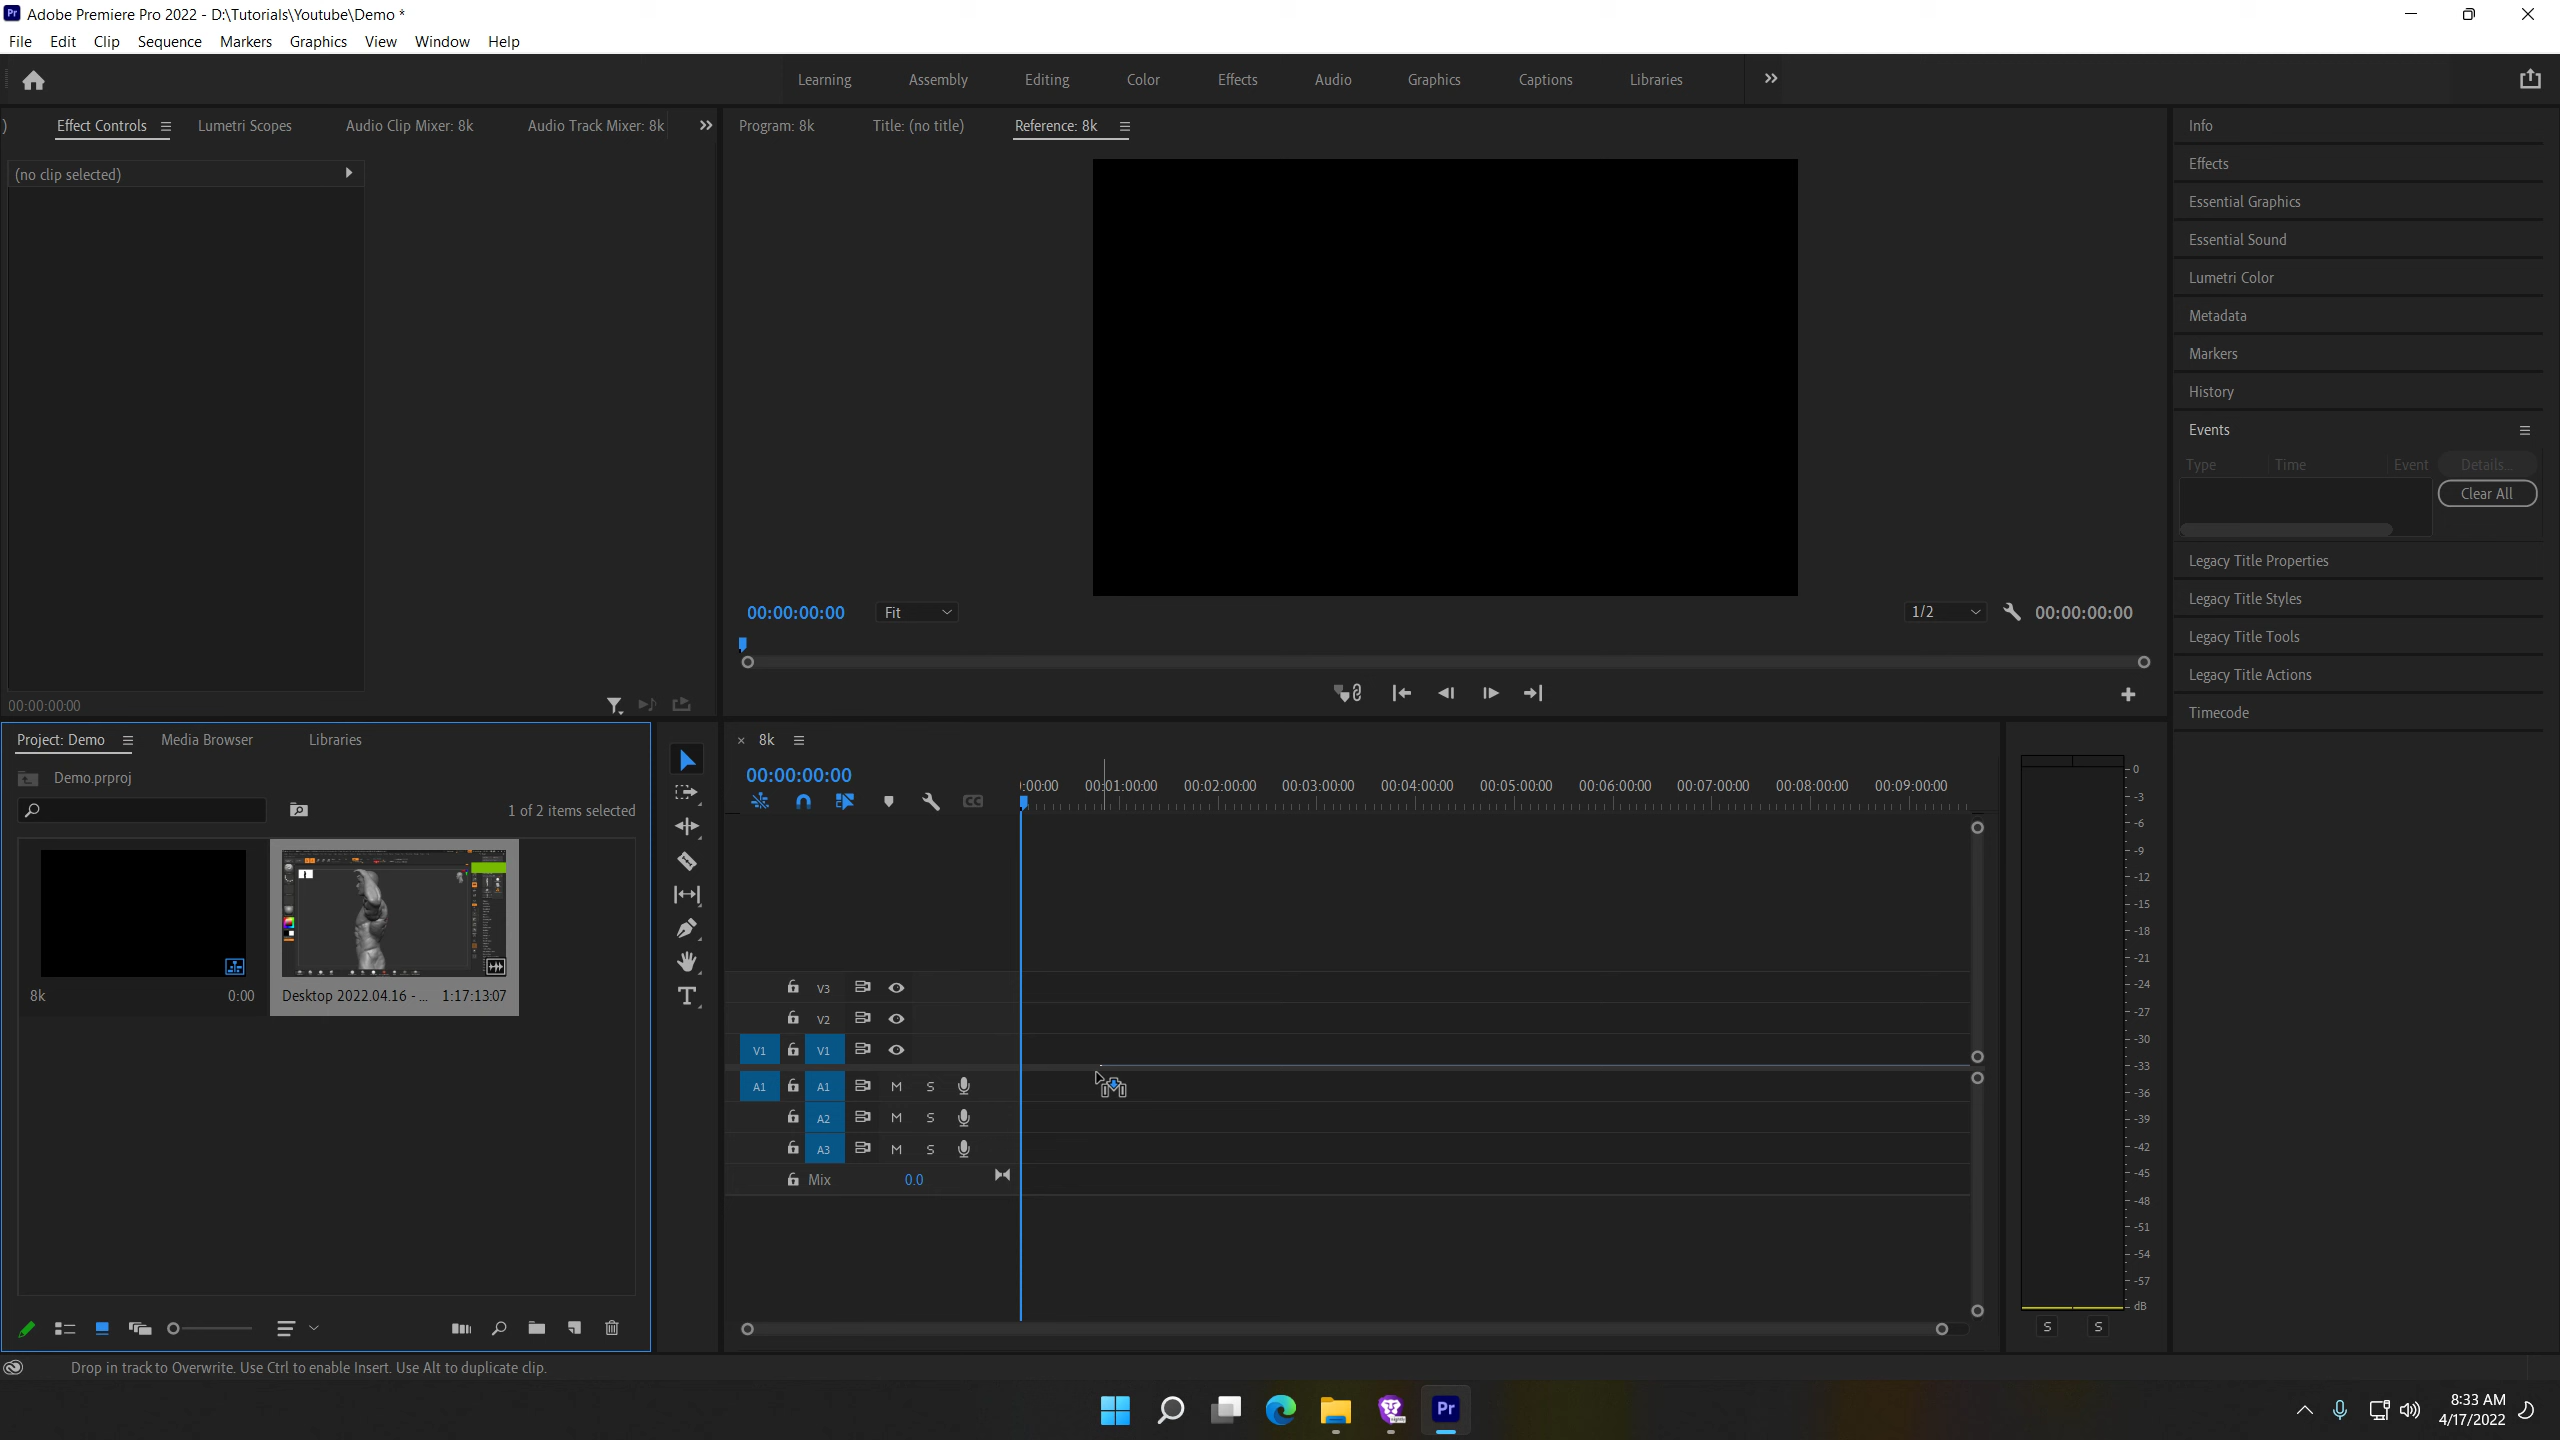 Pr Adobe Premiere Pro 2022 - D:\Tutorials\Youtube\Demo *
File Edit Clip Sequence Markers Graphics View Window Help
Learning Assembly Editing Color Effects Audio Graphics Captions Libraries
Effect Controls Lumetri Scopes Audio Clip Mixer: 8k Audio Track Mixer: 8k
Program: 8k Title: (no title) Reference: 8k
(no clip selected)
00:00:00:00
00:00:00:00 Fit 1/2 00:00:00:00
Info
Effects
Essential Graphics
Essential Sound
Lumetri Color
Metadata
Markers
History
Events
Type Time Event Details...
Clear All
Legacy Title Properties
Legacy Title Styles
Legacy Title Tools
Legacy Title Actions
Timecode
Project: Demo Media Browser Libraries
Demo.prproj
1 of 2 items selected
8k 0:00
Desktop 2022.04.16 - ... 1:17:13:07
× 8k
00:00:00:00
:00:00 00:01:00:00 00:02:00:00 00:03:00:00 00:04:00:00 00:05:00:00 00:06:00:00 00:07:00:00 00:08:00:00 00:09:00:00
CC
T
V3
V2
V1 V1
A1 A1 M S
A2 M S
A3 M S
Mix 0.0
0
-3
-6
-9
-12
-15
-18
-21
-24
-27
-30
-33
-36
-39
-42
-45
-48
-51
-54
-57
dB
S S
Drop in track to Overwrite. Use Ctrl to enable Insert. Use Alt to duplicate clip.
Pr
8:33 AM
4/17/2022